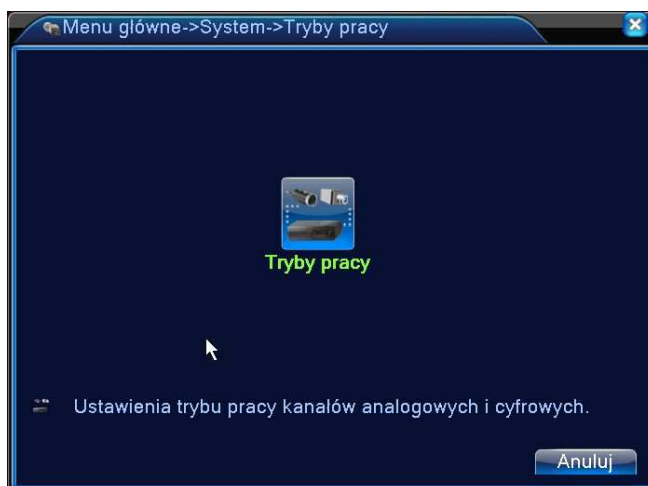 Menu główne->System->Tryby pracy
Tryby pracy
Ustawienia trybu pracy kanałów analogowych i cyfrowych.
Anuluj